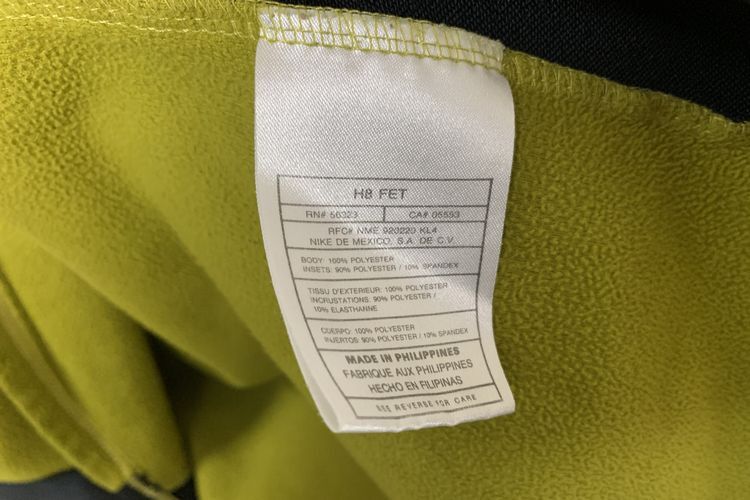 H8 FET
RN# 56323 CA# 05553
RFC# NME 920220 KL4
NIKE DE MEXICO, S.A. DE C.V.
BODY: 100% POLYESTER
INSETS: 90% POLYESTER / 10% SPANDEX
TISSU D'EXTERIEUR: 100% POLYESTER
INCRUSTATIONS: 90% POLYESTER /
10% ELASTHANNE
CUERPO: 100% POLYESTER
INJERTOS: 90% POLYESTER / 10% SPANDEX
MADE IN PHILIPPINES
FABRIQUE AUX PHILIPPINES
HECHO EN FILIPINAS
SEE REVERSE FOR CARE